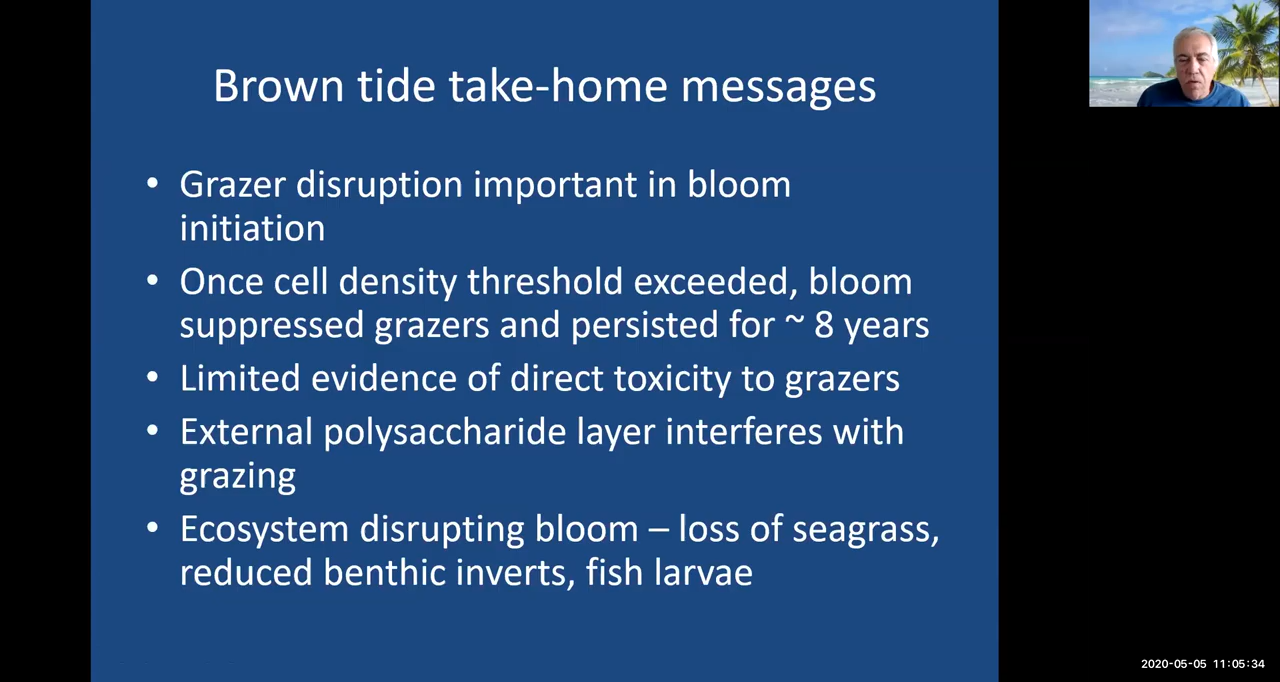 Brown tide take-home messages
• Grazer disruption important in bloom
initiation
• Once cell density threshold exceeded, bloom
suppressed grazers and persisted for ~ 8 years
• Limited evidence of direct toxicity to grazers
• External polysaccharide layer interferes with
grazing
• Ecosystem disrupting bloom – loss of seagrass,
reduced benthic inverts, fish larvae
2020-05-05 11:05:34